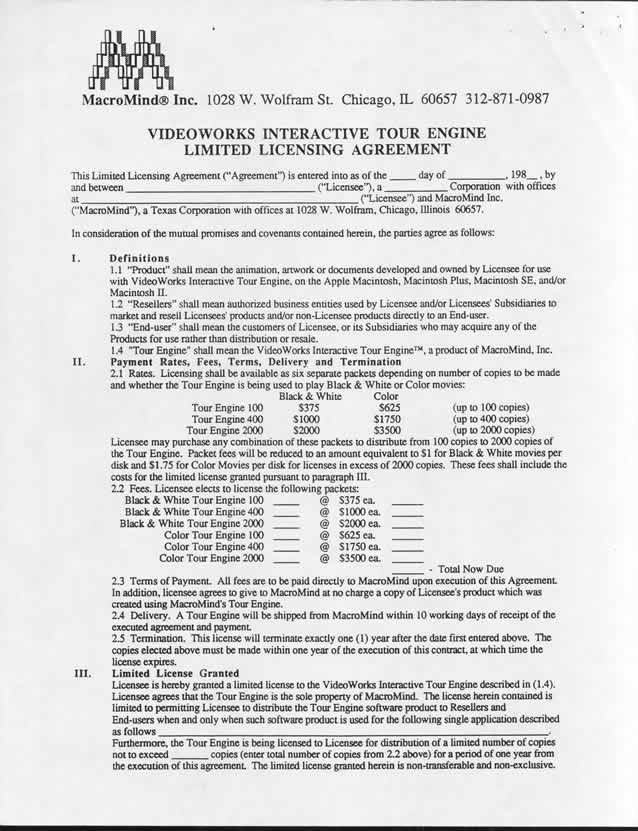 MacroMind® Inc. 1028 W. Wolfram St. Chicago, IL 60657 312-871-0987
VIDEOWORKS INTERACTIVE TOUR ENGINE
LIMITED LICENSING AGREEMENT
This Limited Licensing Agreement ("Agreement") is entered into as of the _____ day of __________, 198__ , by
and between ______________________________ ("Licensee"), a __________ Corporation with offices
at ______________________________________________ ("Licensee") and MacroMind Inc.
("MacroMind"), a Texas Corporation with offices at 1028 W. Wolfram, Chicago, Illinois 60657.
In consideration of the mutual promises and covenants contained herein, the parties agree as follows:
I. Definitions
1.1 "Product" shall mean the animation, artwork or documents developed and owned by Licensee for use
with VideoWorks Interactive Tour Engine, on the Apple Macintosh, Macintosh Plus, Macintosh SE, and/or
Macintosh II.
1.2 "Resellers" shall mean authorized business entities used by Licensee and/or Licensees' Subsidiaries to
market and resell Licensees' products and/or non-Licensee products directly to an End-user.
1.3 "End-user" shall mean the customers of Licensee, or its Subsidiaries who may acquire any of the
Products for use rather than distribution or resale.
1.4 "Tour Engine" shall mean the VideoWorks Interactive Tour Engine™, a product of MacroMind, Inc.
II. Payment Rates, Fees, Terms, Delivery and Termination
2.1 Rates. Licensing shall be available as six separate packets depending on number of copies to be made
and whether the Tour Engine is being used to play Black & White or Color movies:
Black & White Color
Tour Engine 100 $375 $625 (up to 100 copies)
Tour Engine 400 $1000 $1750 (up to 400 copies)
Tour Engine 2000 $2000 $3500 (up to 2000 copies)
Licensee may purchase any combination of these packets to distribute from 100 copies to 2000 copies of
the Tour Engine. Packet fees will be reduced to an amount equivalent to $1 for Black & White movies per
disk and $1.75 for Color Movies per disk for licenses in excess of 2000 copies. These fees shall include the
costs for the limited license granted pursuant to paragraph III.
2.2 Fees. Licensee elects to license the following packets:
Black & White Tour Engine 100 _____ @ $375 ea. ______
Black & White Tour Engine 400 _____ @ $1000 ea. ______
Black & White Tour Engine 2000 _____ @ $2000 ea. ______
Color Tour Engine 100 _____ @ $625 ea. ______
Color Tour Engine 400 _____ @ $1750 ea. ______
Color Tour Engine 2000 _____ @ $3500 ea. ______
______ - Total Now Due
2.3 Terms of Payment. All fees are to be paid directly to MacroMind upon execution of this Agreement.
In addition, licensee agrees to give to MacroMind at no charge a copy of Licensee's product which was
created using MacroMind's Tour Engine.
2.4 Delivery. A Tour Engine will be shipped from MacroMind within 10 working days of receipt of the
executed agreement and payment.
2.5 Termination. This license will terminate exactly one (1) year after the date first entered above. The
copies elected above must be made within one year of the execution of this contract, at which time the
license expires.
III. Limited License Granted
Licensee is hereby granted a limited license to the VideoWorks Interactive Tour Engine described in (1.4).
Licensee agrees that the Tour Engine is the sole property of MacroMind. The license herein contained is
limited to permitting Licensee to distribute the Tour Engine software product to Resellers and
End-users when and only when such software product is used for the following single application described
as follows ______________________________________________.
Furthermore, the Tour Engine is being licensed to Licensee for distribution of a limited number of copies
not to exceed ______ copies (enter total number of copies from 2.2 above) for a period of one year from
the execution of this agreement. The limited license granted herein is non-transferable and non-exclusive.